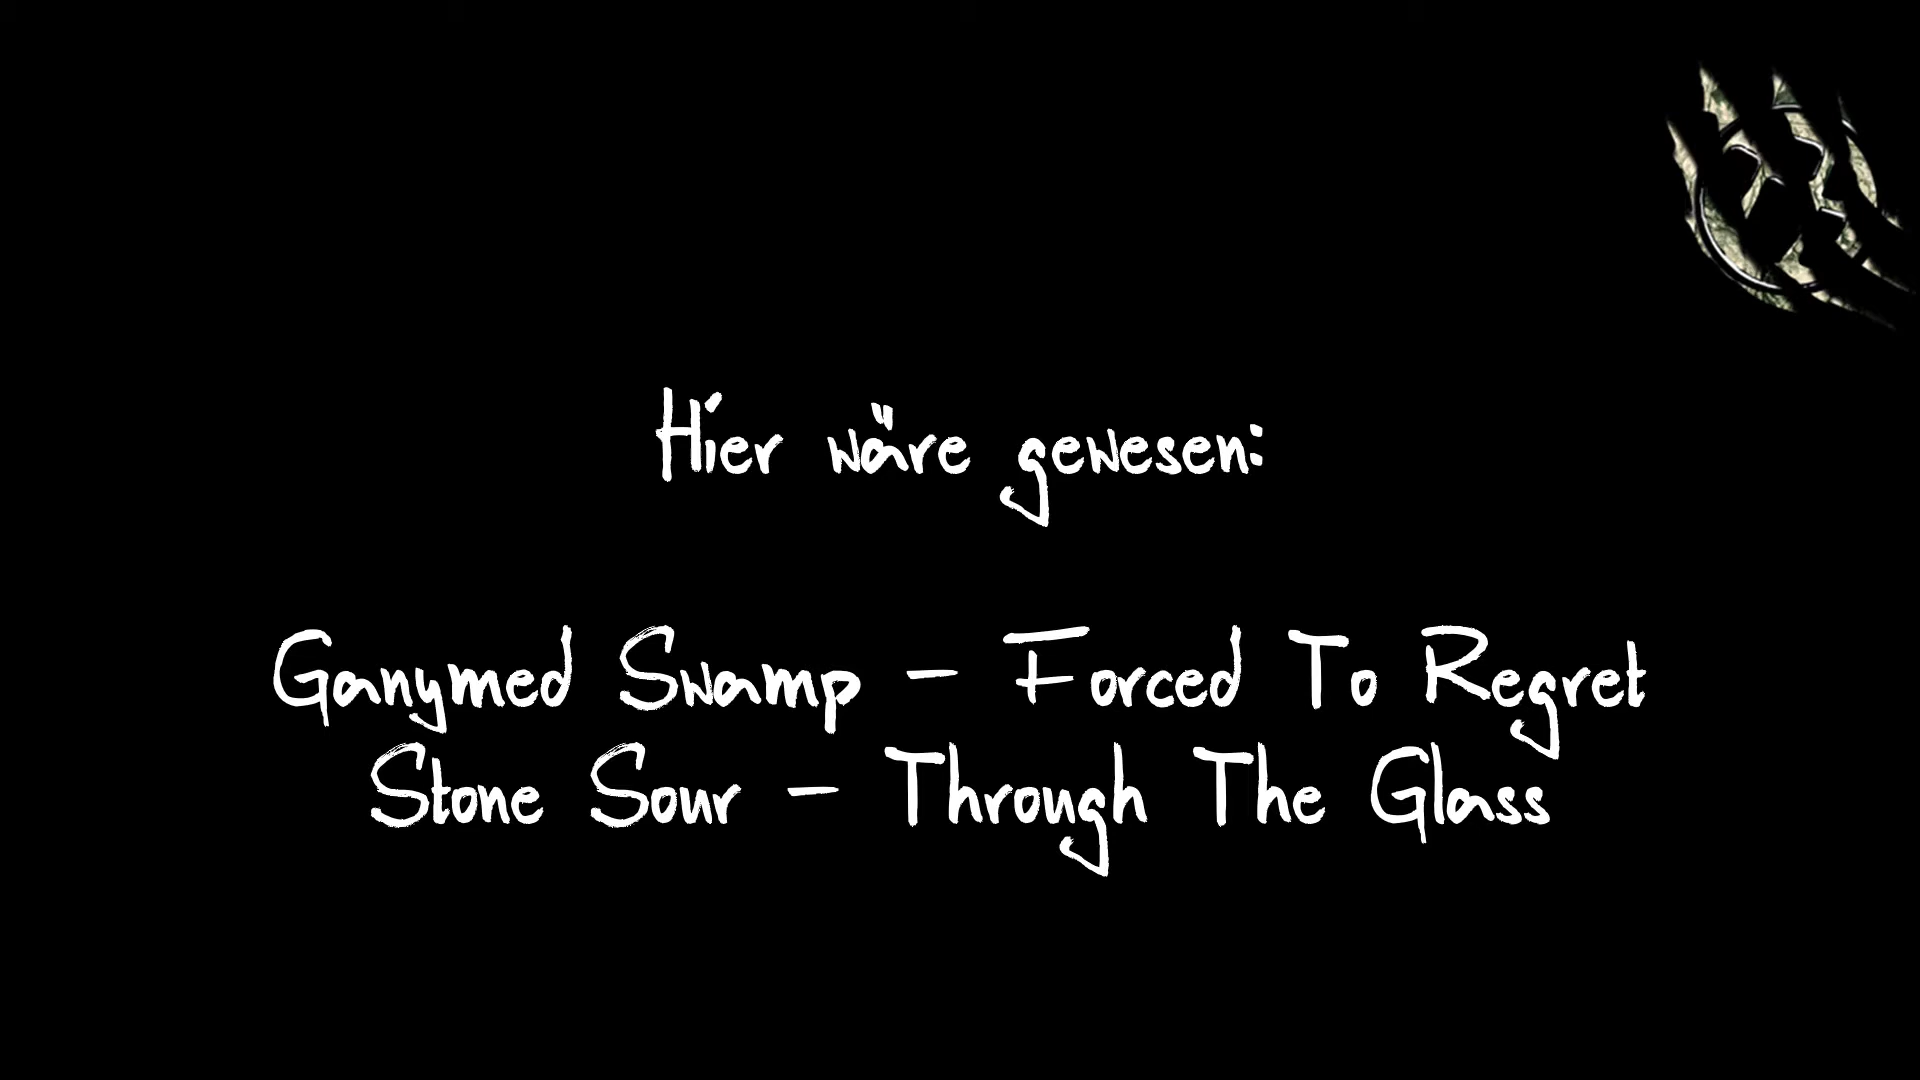 Hier wäre gewesen:
Ganymed Swamp - Forced To Regret
Stone Sour - Through The Glass